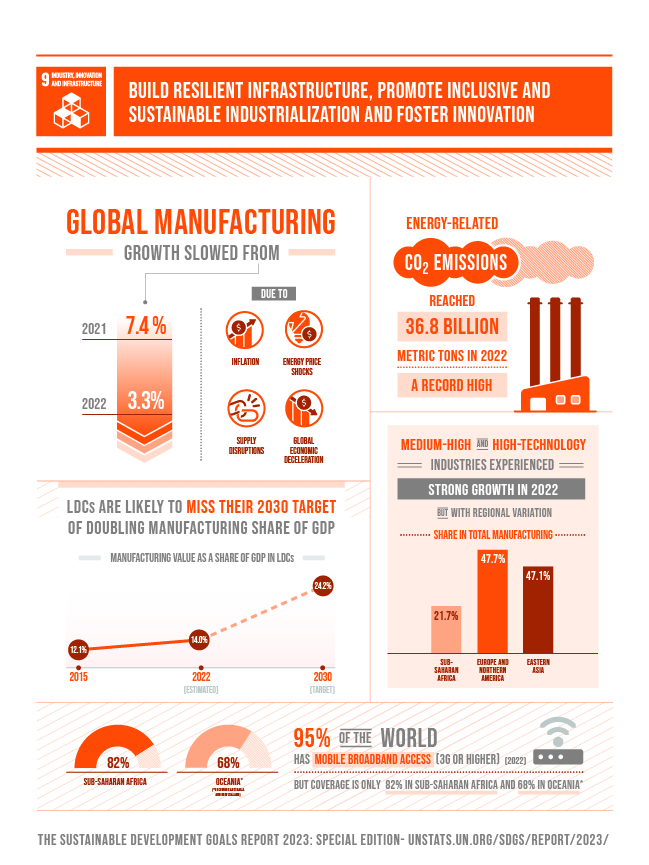 9 INDUSTRY, INNOVATION
AND INFRASTRUCTURE
BUILD RESILIENT INFRASTRUCTURE, PROMOTE INCLUSIVE AND
SUSTAINABLE INDUSTRIALIZATION AND FOSTER INNOVATION
GLOBAL MANUFACTURING
GROWTH SLOWED FROM
DUE TO
2021
7.4 %
2022
3.3%
INFLATION
ENERGY PRICE
SHOCKS
SUPPLY
DISRUPTIONS
GLOBAL
ECONOMIC
DECELERATION
ENERGY-RELATED
CO2 EMISSIONS
REACHED
36.8 BILLION
METRIC TONS IN 2022
A RECORD HIGH
LDCs ARE LIKELY TO MISS THEIR 2030 TARGET
OF DOUBLING MANUFACTURING SHARE OF GDP
MANUFACTURING VALUE AS A SHARE OF GDP IN LDCs
12.1%
14.0%
24.2%
2015
2022
(ESTIMATED)
2030
(TARGET)
MEDIUM-HIGH AND HIGH-TECHNOLOGY
INDUSTRIES EXPERIENCED
STRONG GROWTH IN 2022
BUT WITH REGIONAL VARIATION
SHARE IN TOTAL MANUFACTURING
21.7%
47.7%
47.1%
SUB-
SAHARAN
AFRICA
EUROPE AND
NORTHERN
AMERICA
EASTERN
ASIA
82%
SUB-SAHARAN AFRICA
68%
OCEANIA*
95% OF THE WORLD
HAS MOBILE BROADBAND ACCESS (3G OR HIGHER) (2022)
BUT COVERAGE IS ONLY 82% IN SUB-SAHARAN AFRICA AND 68% IN OCEANIA*
THE SUSTAINABLE DEVELOPMENT GOALS REPORT 2023: SPECIAL EDITION- UNSTATS.UN.ORG/SDGS/REPORT/2023/